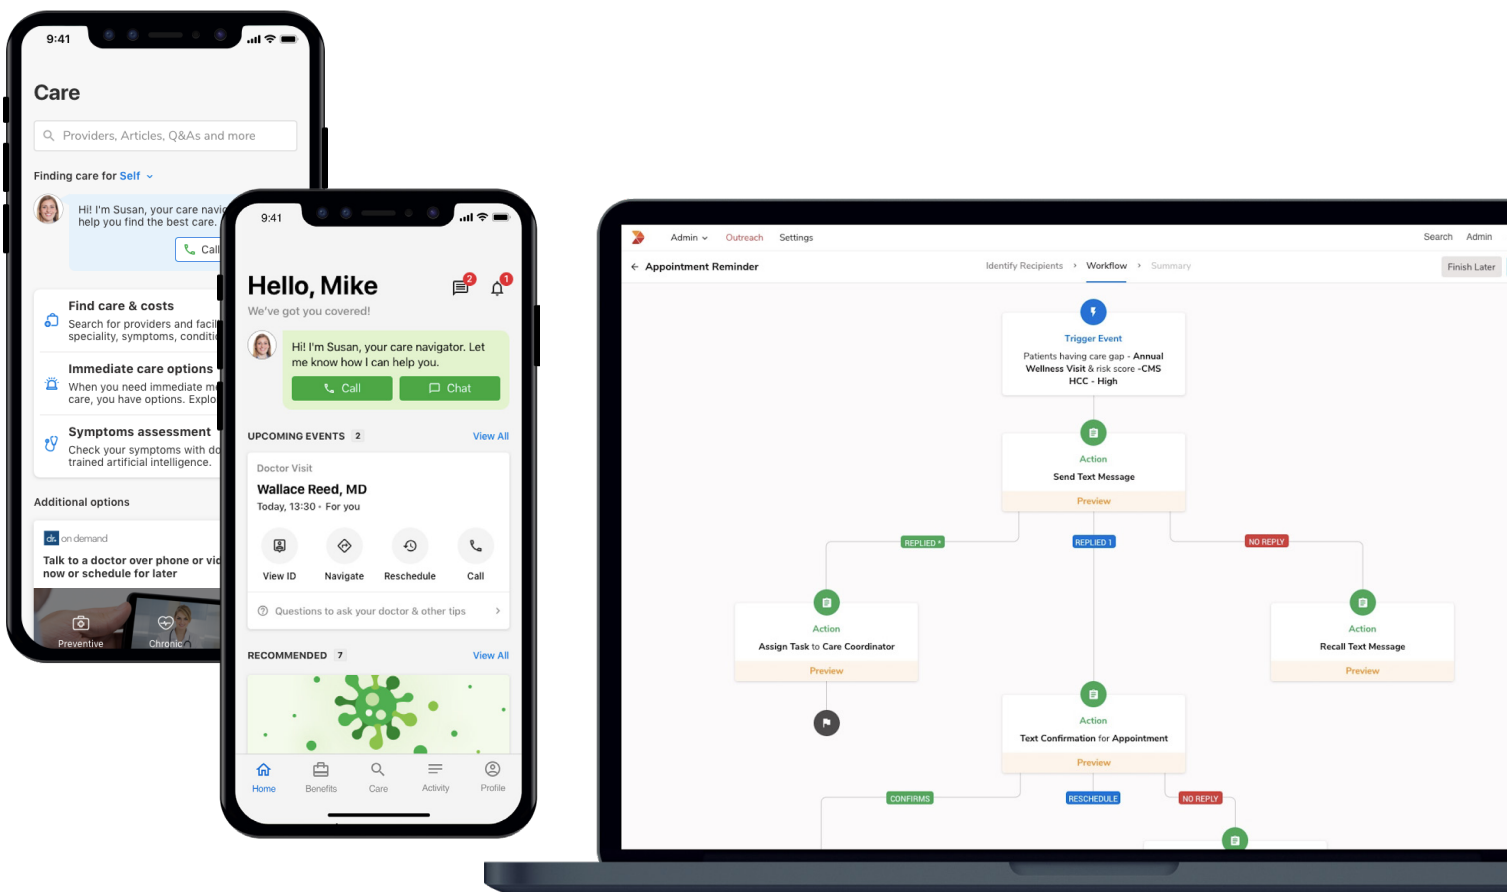 9:41
Care
Providers, Articles, Q&As and more
Finding care for Self
Hi! I'm Susan, your care
help you find the best care.
Call
Find care & costs
Search for providers and
speciality, symptoms,
Immediate care options
When you need immediate
care, you have options.
Symptoms assessment
Check your symptoms with
trained artificial intelligence.
Additional options
dr. on demand
Talk to a doctor over phone or
now or schedule for later
Preventive
Chronic
9:41
Hello, Mike
2
1
We've got you covered!
Hi! I'm Susan, your care navigator. Let
me know how I can help you.
Call
Chat
UPCOMING EVENTS 2
View All
Doctor Visit
Wallace Reed, MD
Today, 13:30 • For you
View ID
Navigate
Reschedule
Call
Questions to ask your doctor & other tips
RECOMMENDED 7
View All
Home
Benefits
Care
Activity
Profile
Admin
Outreach
Settings
Search
Admin
Appointment Reminder
Identify Recipients
Workflow
Summary
Finish Later
Trigger Event
Patients having care gap - Annual
Wellness Visit & risk score -CMS
HCC - High
Action
Send Text Message
Preview
REPLIED *
REPLIED 1
NO REPLY
Action
Assign Task to Care Coordinator
Preview
Action
Recall Text Message
Preview
Action
Text Confirmation for Appointment
Preview
CONFIRMS
RESCHEDULE
NO REPLY